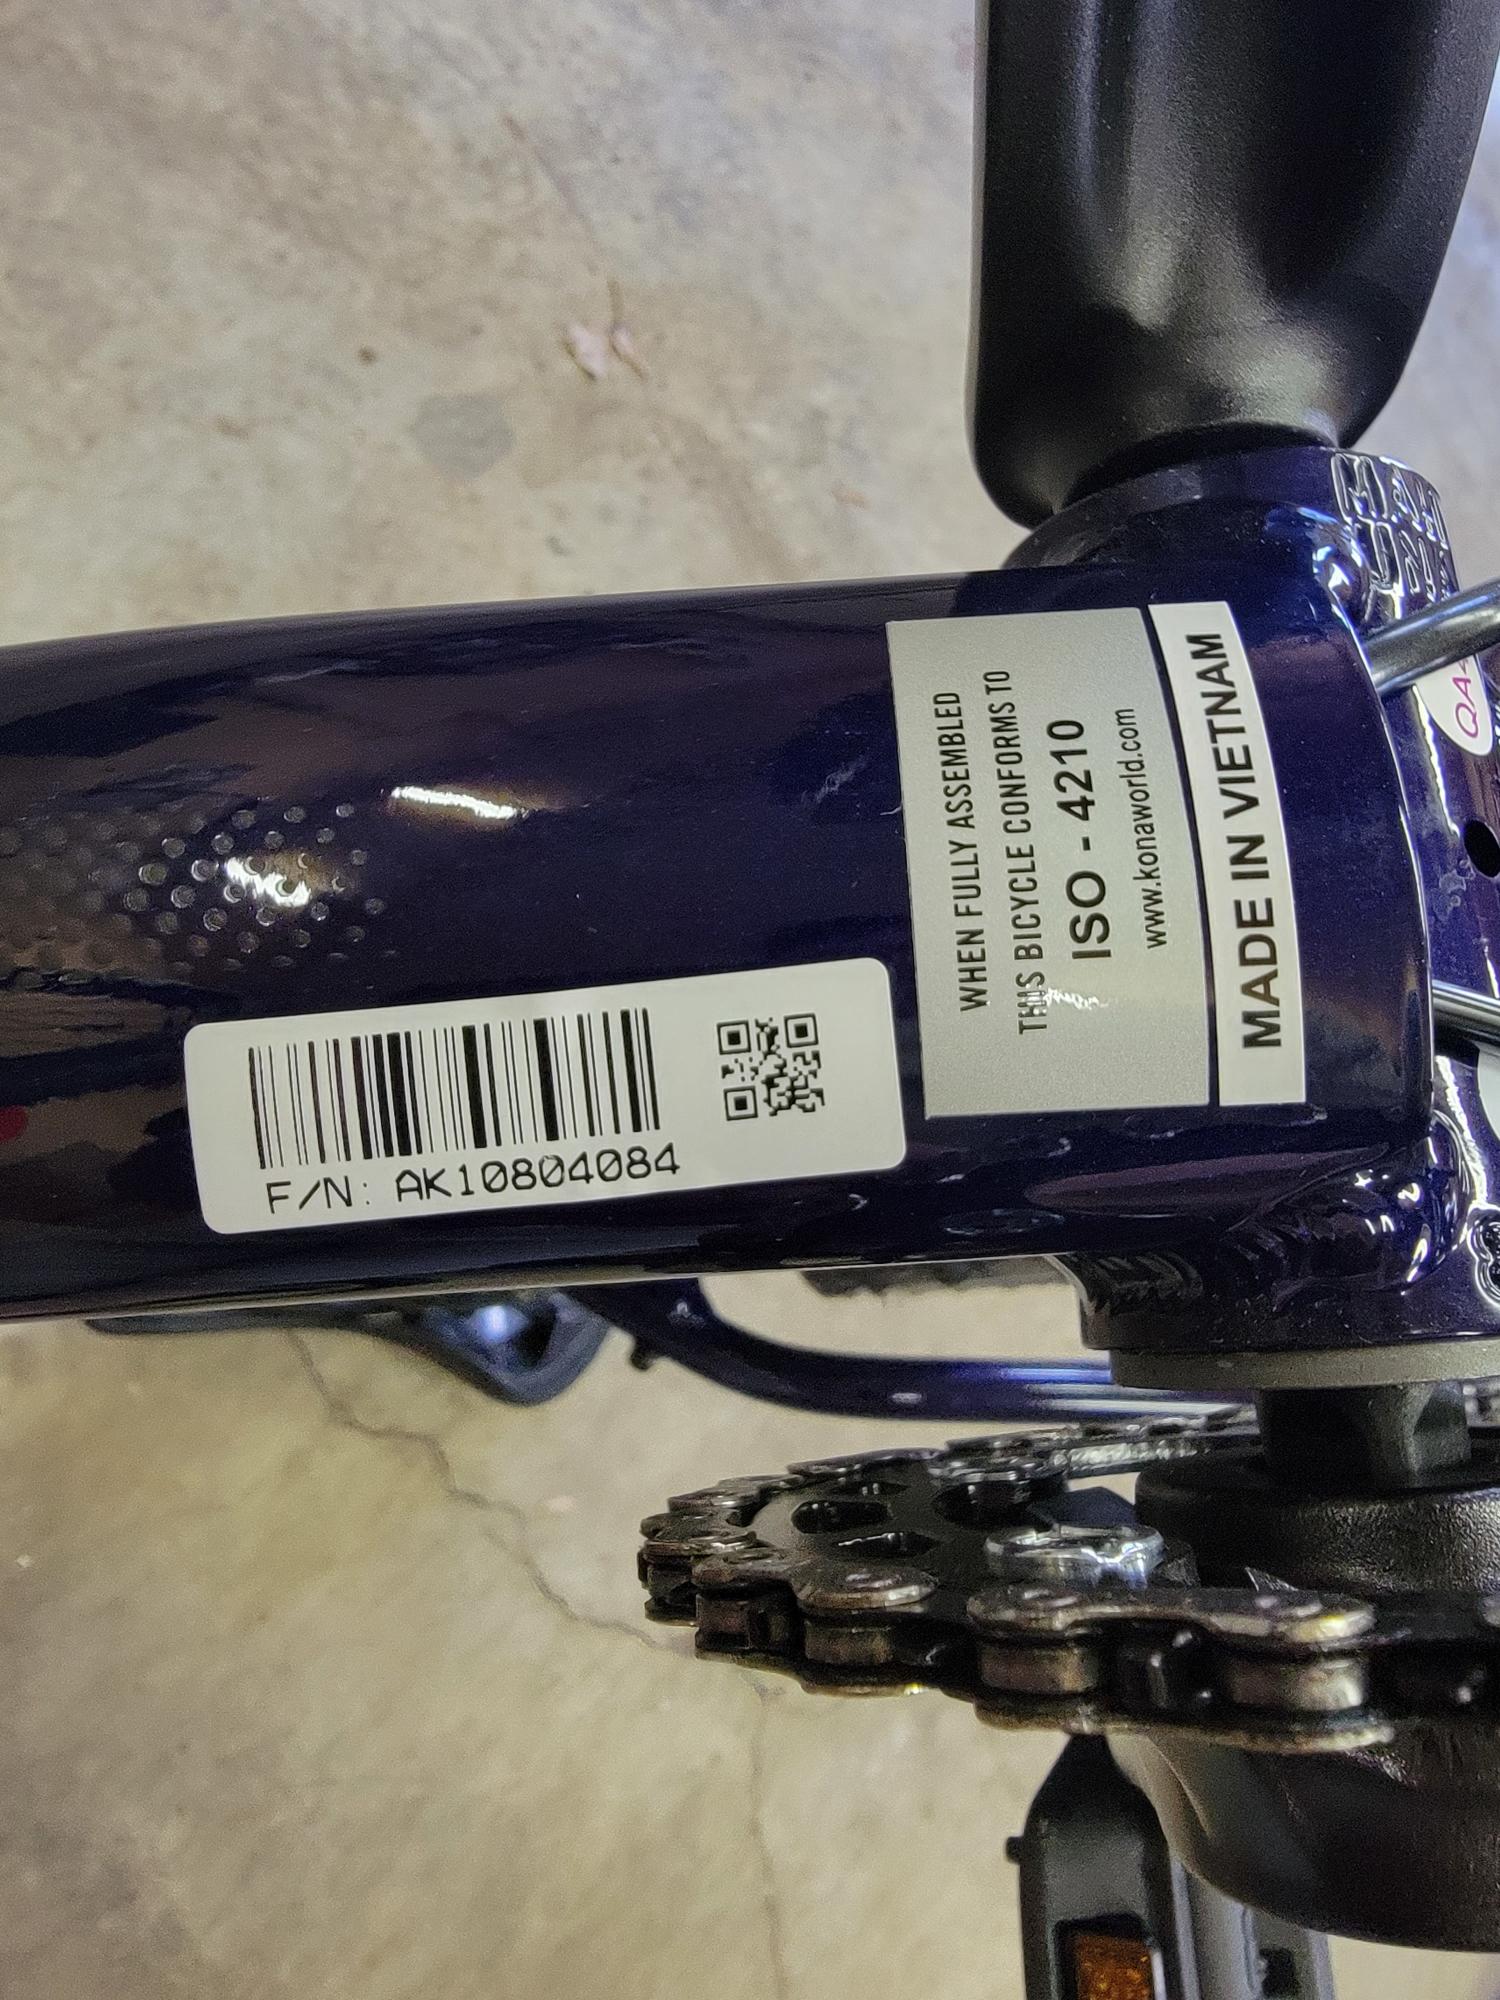 F/N: AK10804084
WHEN FULLY ASSEMBLED
THIS BICYCLE CONFORMS TO
ISO - 4210
www.konaworld.com
MADE IN VIETNAM